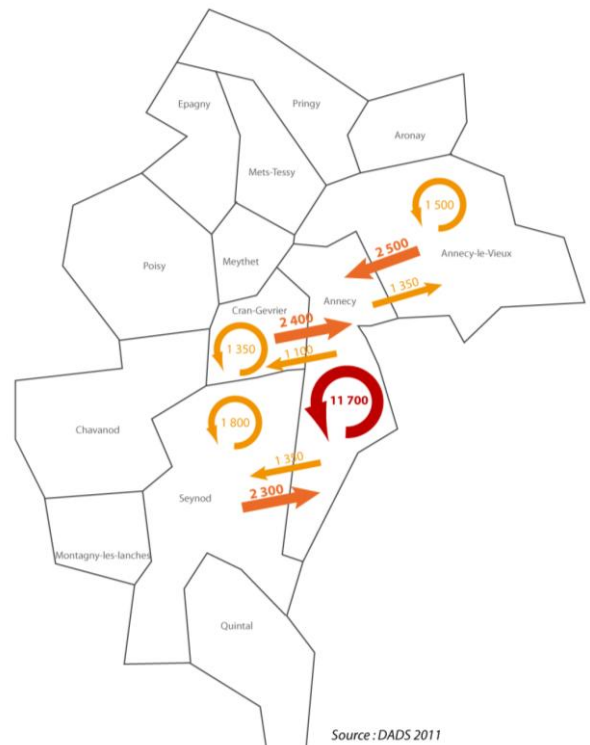 Epagny
Pringy
Aronay
Mets-Tessy
1 500
Poisy
Meythet
2 500
Annecy-le-Vieux
1 350
Cran-Gevrier
Annecy
2 400
1 350
1 100
11 700
Chavanod
1 800
1 350
2 300
Seynod
Montagny-les-lanches
Quintal
Source : DADS 2011